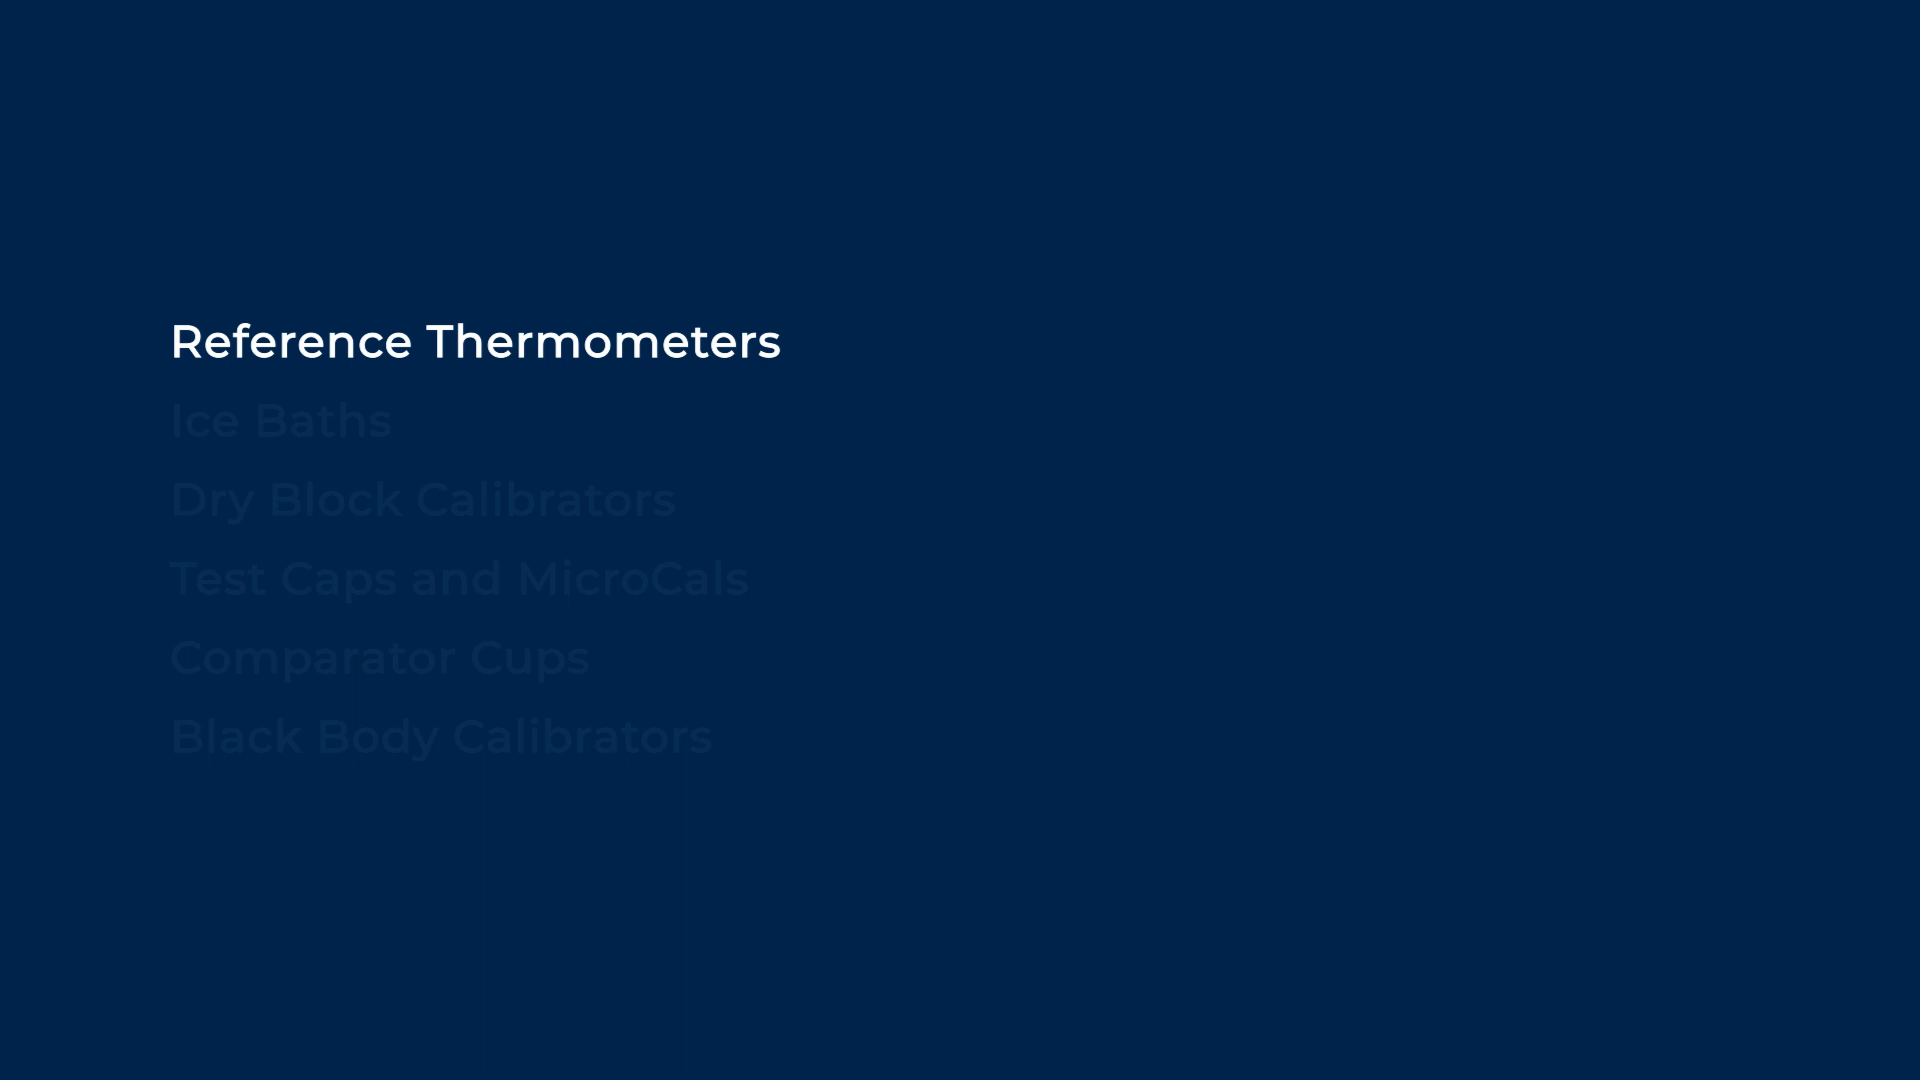 Reference Thermometers
Ice Baths
Dry Block Calibrators
Test Caps and MicroCals
Comparator Cups
Black Body Calibrators